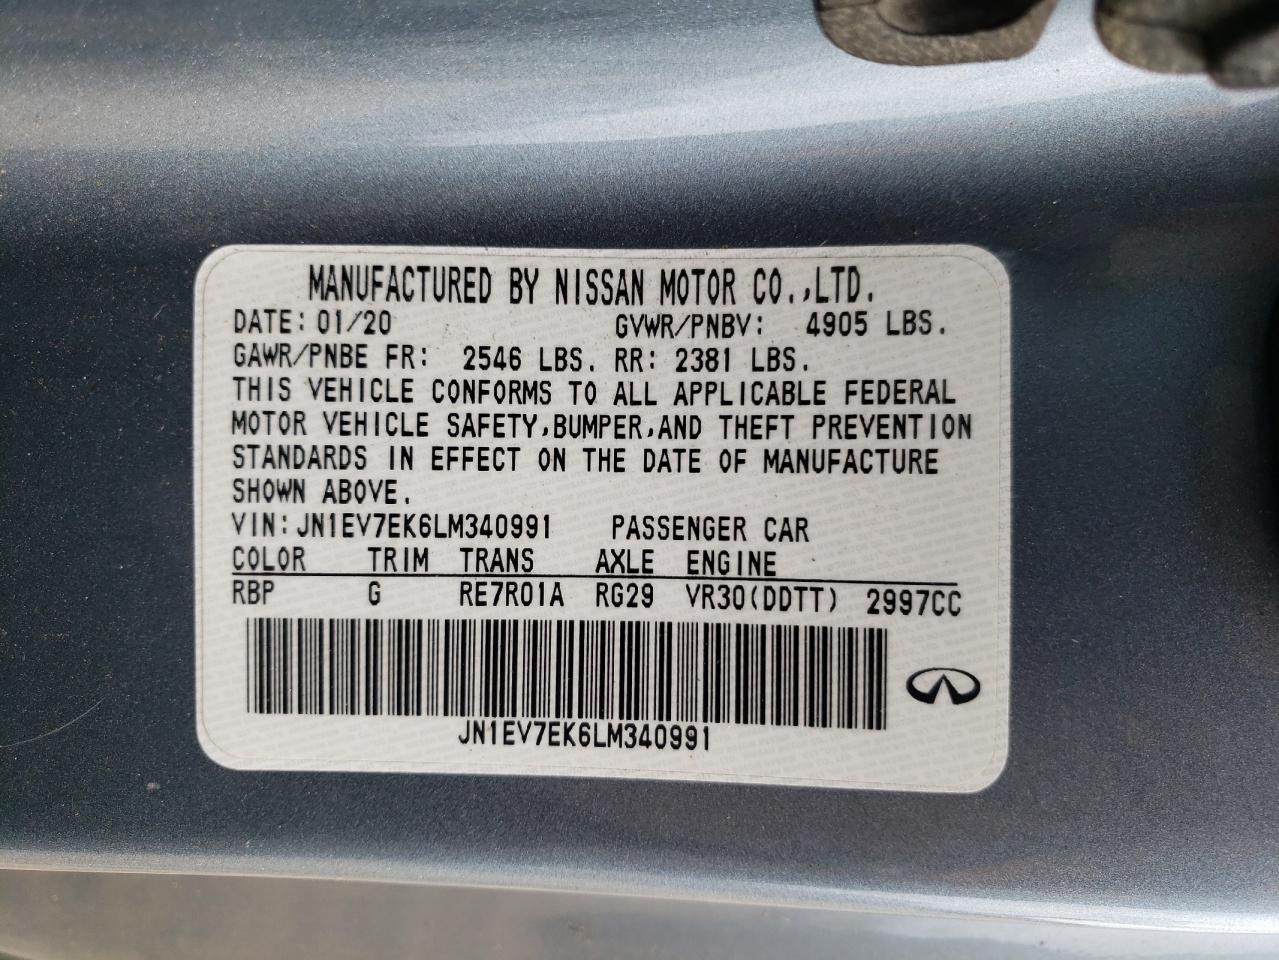 MANUFACTURED BY NISSAN MOTOR CO.,LTD.
DATE: 01/20 GVWR/PNBV: 4905 LBS.
GAWR/PNBE FR: 2546 LBS. RR: 2381 LBS.
THIS VEHICLE CONFORMS TO ALL APPLICABLE FEDERAL
MOTOR VEHICLE SAFETY,BUMPER,AND THEFT PREVENTION
STANDARDS IN EFFECT ON THE DATE OF MANUFACTURE
SHOWN ABOVE.
VIN: JN1EV7EK6LM340991 PASSENGER CAR
COLOR TRIM TRANS AXLE ENGINE
RBP G RE7R01A RG29 VR30(DDTT) 2997CC
JN1EV7EK6LM340991